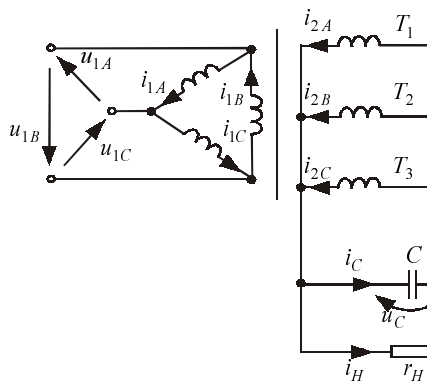 i2A T1
u1A
i1A i1B i2B T2
u1B
i1C
u1C i2C T3
iC C
uC
iH rH